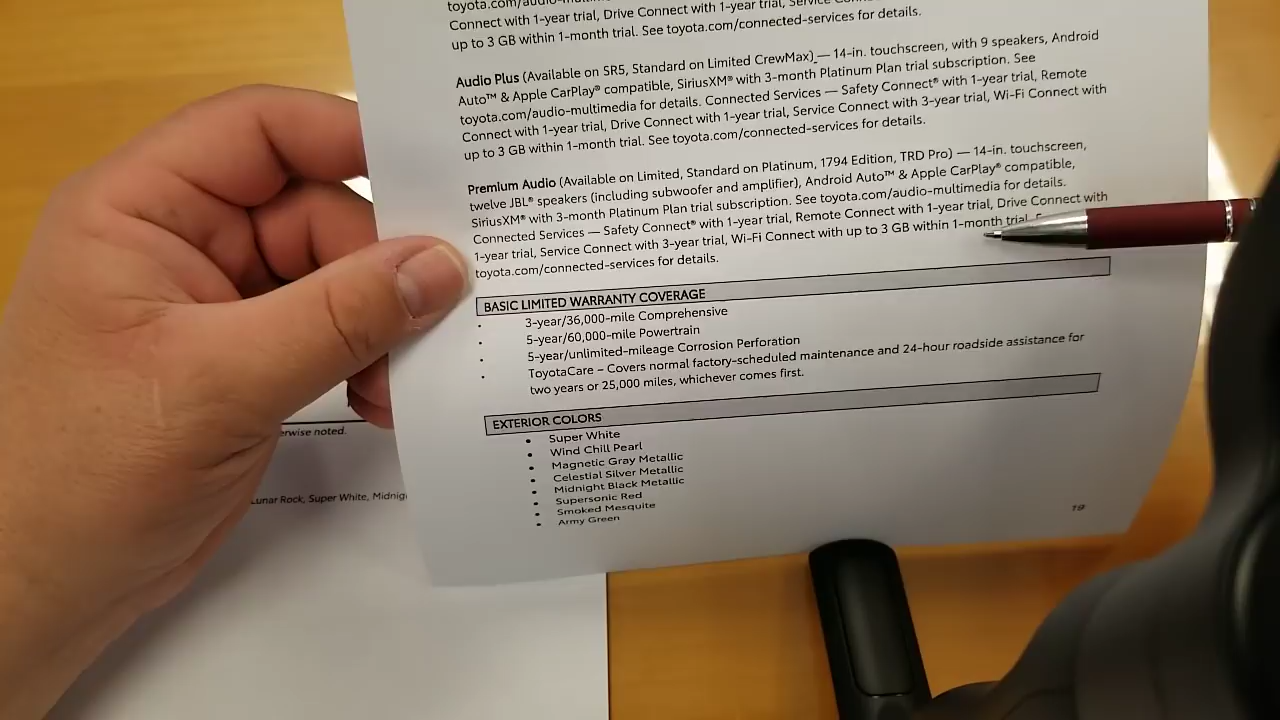 toyota.com/audio-multim
Connect with 1-year trial, Drive Connect with 1-year trial, Service Con
up to 3 GB within 1-month trial. See toyota.com/connected-services for details.
Audio Plus (Available on SR5, Standard on Limited CrewMax) — 14-in. touchscreen, with 9 speakers, Android
Auto™ & Apple CarPlay® compatible, SiriusXM® with 3-month Platinum Plan trial subscription. See
toyota.com/audio-multimedia for details. Connected Services — Safety Connect® with 1-year trial, Remote
Connect with 1-year trial, Drive Connect with 1-year trial, Service Connect with 3-year trial, Wi-Fi Connect with
up to 3 GB within 1-month trial. See toyota.com/connected-services for details.
Premium Audio (Available on Limited, Standard on Platinum, 1794 Edition, TRD Pro) — 14-in. touchscreen,
twelve JBL® speakers (including subwoofer and amplifier), Android Auto™ & Apple CarPlay® compatible,
SiriusXM® with 3-month Platinum Plan trial subscription. See toyota.com/audio-multimedia for details.
Connected Services — Safety Connect® with 1-year trial, Remote Connect with 1-year trial, Drive Connect with
1-year trial, Service Connect with 3-year trial, Wi-Fi Connect with up to 3 GB within 1-month trial.
toyota.com/connected-services for details.
BASIC LIMITED WARRANTY COVERAGE
• 3-year/36,000-mile Comprehensive
• 5-year/60,000-mile Powertrain
• 5-year/unlimited-mileage Corrosion Perforation
• ToyotaCare – Covers normal factory-scheduled maintenance and 24-hour roadside assistance for
two years or 25,000 miles, whichever comes first.
EXTERIOR COLORS
• Super White
• Wind Chill Pearl
• Magnetic Gray Metallic
• Celestial Silver Metallic
• Midnight Black Metallic
• Supersonic Red
• Smoked Mesquite
• Army Green
19
erwise noted.
Lunar Rock, Super White, Midnig